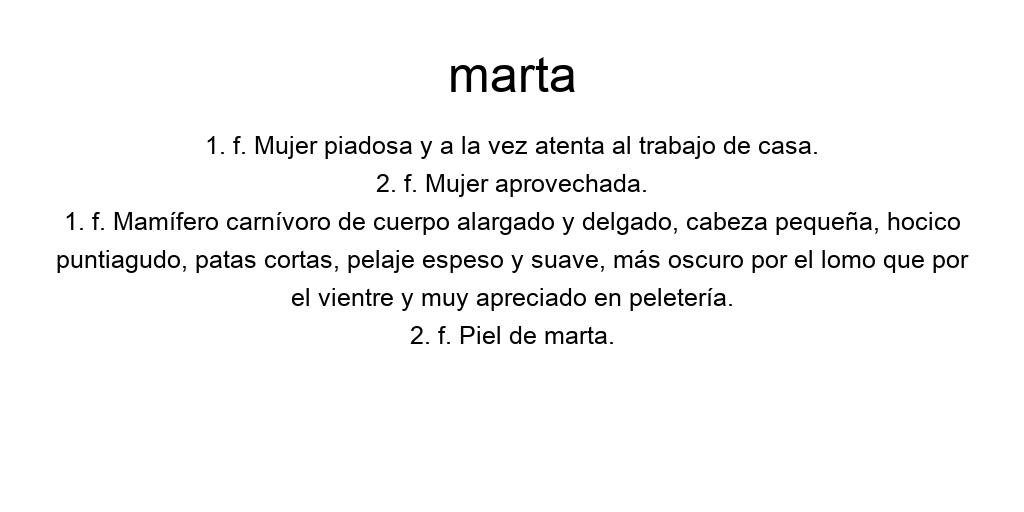 marta
1. f. Mujer piadosa y a la vez atenta al trabajo de casa.
2. f. Mujer aprovechada.
1. f. Mamífero carnívoro de cuerpo alargado y delgado, cabeza pequeña, hocico
puntiagudo, patas cortas, pelaje espeso y suave, más oscuro por el lomo que por
el vientre y muy apreciado en peletería.
2. f. Piel de marta.